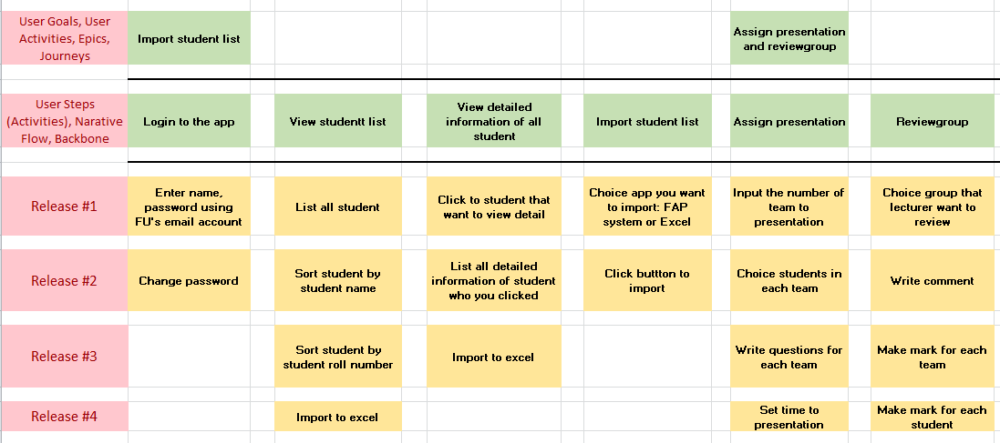 User Goals, User
Activities, Epics,
Journeys
Import student list
Assign presentation
and reviewgroup
User Steps
(Activities), Narative
Flow, Backbone
Login to the app
View studentt list
View detailed
information of all
student
Import student list
Assign presentation
Reviewgroup
Release #1
Enter name,
password using
FU's email account
List all student
Click to student that
want to view detail
Choice app you want
to import: FAP
system or Excel
Input the number of
team to
presentation
Choice group that
lecturer want to
review
Release #2
Change password
Sort student by
student name
List all detailed
information of student
who you clicked
Click buttton to
import
Choice students in
each team
Write comment
Release #3
Sort student by
student roll number
Import to excel
Write questions for
each team
Make mark for each
team
Release #4
Import to excel
Set time to
presentation
Make mark for each
student